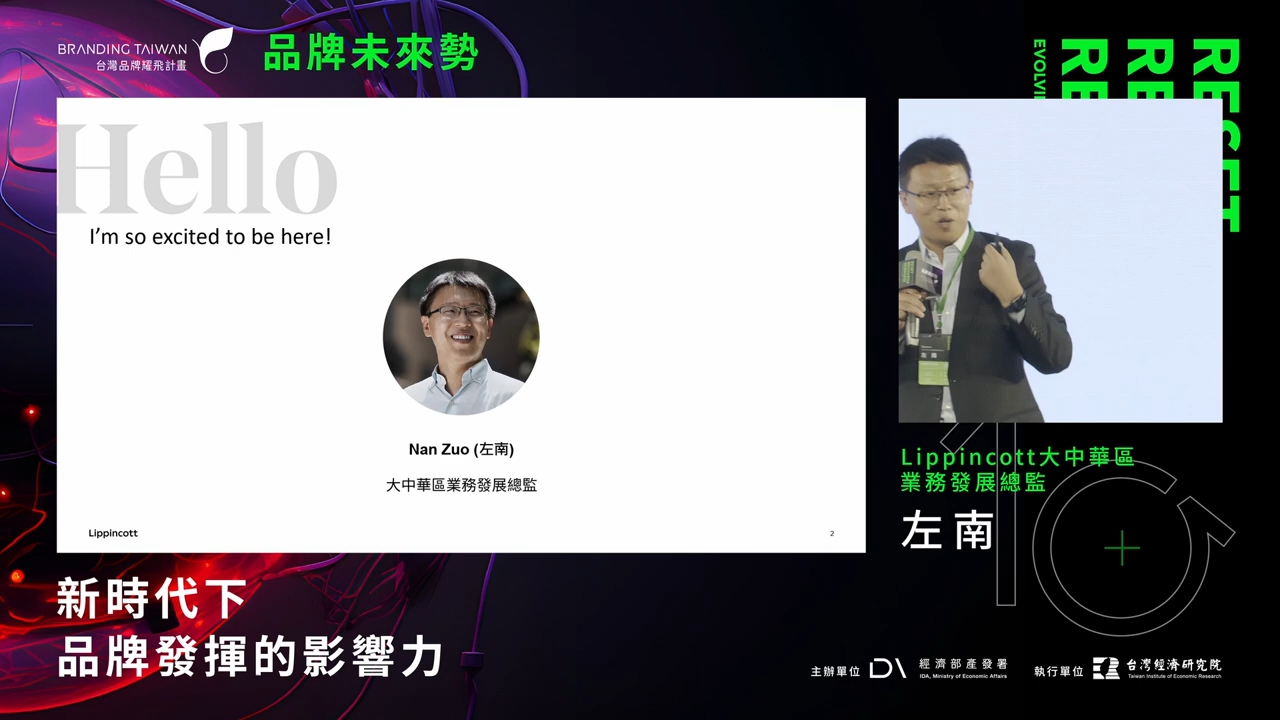 BRANDING TAIWAN
台灣品牌耀飛計畫
品牌未來勢
Hello
I'm so excited to be here!
Nan Zuo (左南)
大中華區業務發展總監
Lippincott
2
EVOLVI
RE
RE
RESET
左 南
Lippincott大中華區
業務發展總監
左南
新時代下
品牌發揮的影響力
主辦單位
經濟部產發署
IDA, Ministry of Economic Affairs
執行單位
台灣經濟研究院
Taiwan Institute of Economic Research